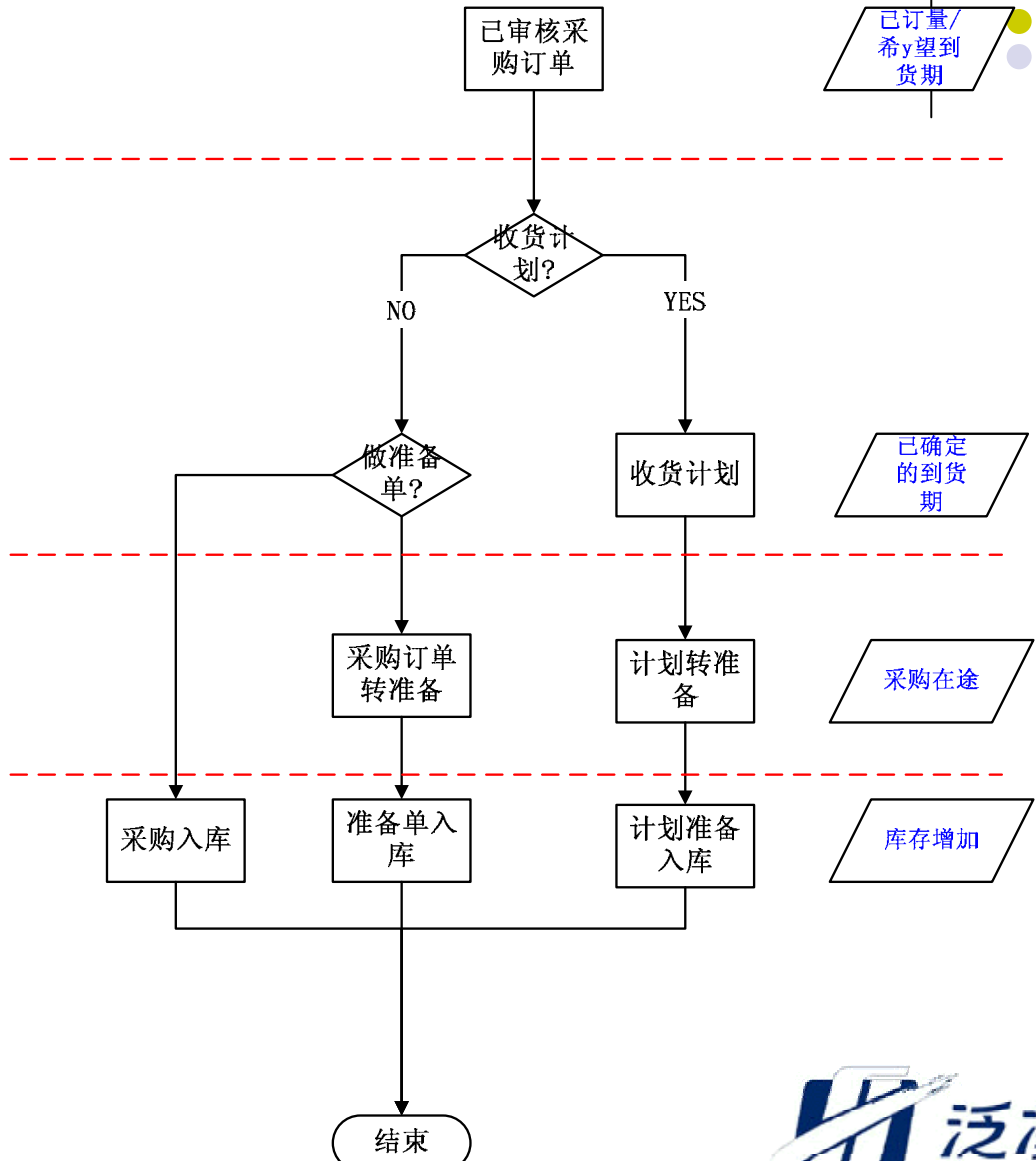 已审核采
购订单
已订量/
希y望到
货期
收货计
划?
NO
YES
做准备
单?
收货计划
已确定
的到货
期
采购订单
转准备
计划转准
备
采购在途
采购入库
准备单入
库
计划准备
入库
库存增加
结束
泛